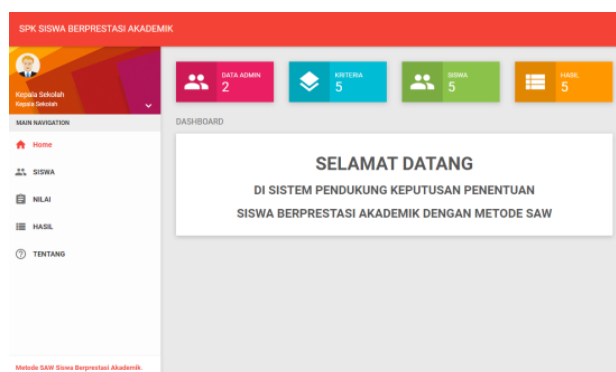 SPK SISWA BERPRESTASI AKADEMIK
Kepala Sekolah
Kepala Sekolah
MAIN NAVIGATION
Home
SISWA
NILAI
HASIL
TENTANG
Metode SAW Siswa Berprestasi Akademik.
DATA ADMIN
2
KRITERIA
5
SISWA
5
HASIL
5
DASHBOARD
SELAMAT DATANG
DI SISTEM PENDUKUNG KEPUTUSAN PENENTUAN
SISWA BERPRESTASI AKADEMIK DENGAN METODE SAW